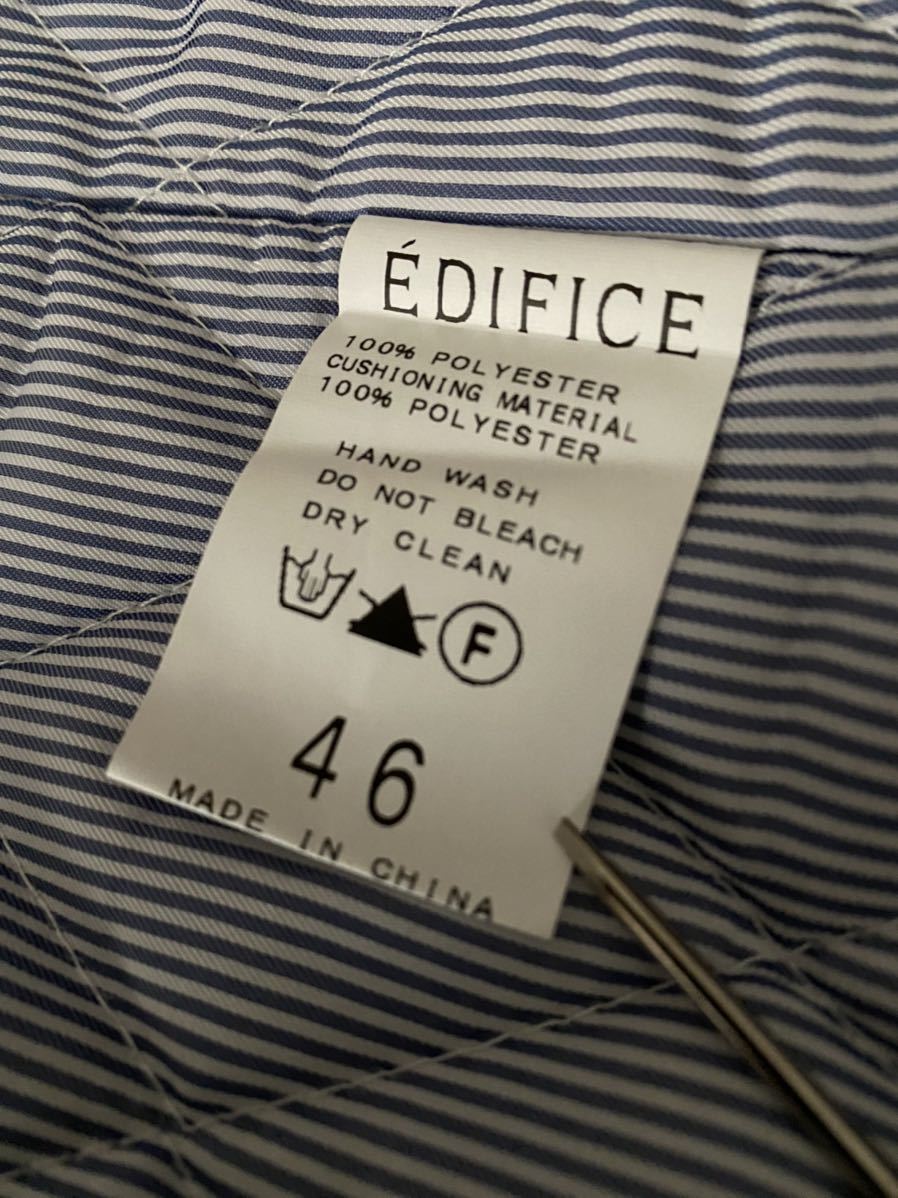 ÉDIFICE
100% POLYESTER
CUSHIONING MATERIAL
100% POLYESTER
HAND WASH
DO NOT BLEACH
DRY CLEAN
F
46
MADE IN CHINA